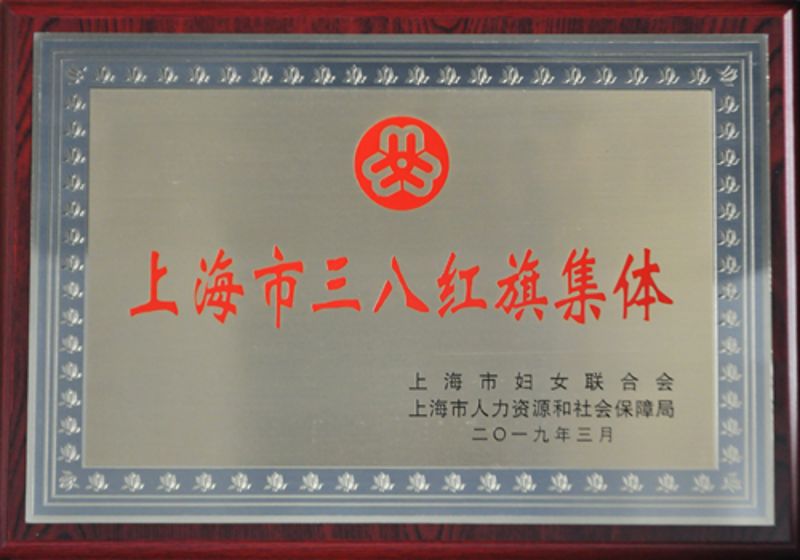 上海市三八红旗集体
上海市妇女联合会
上海市人力资源和社会保障局
二〇一九年三月